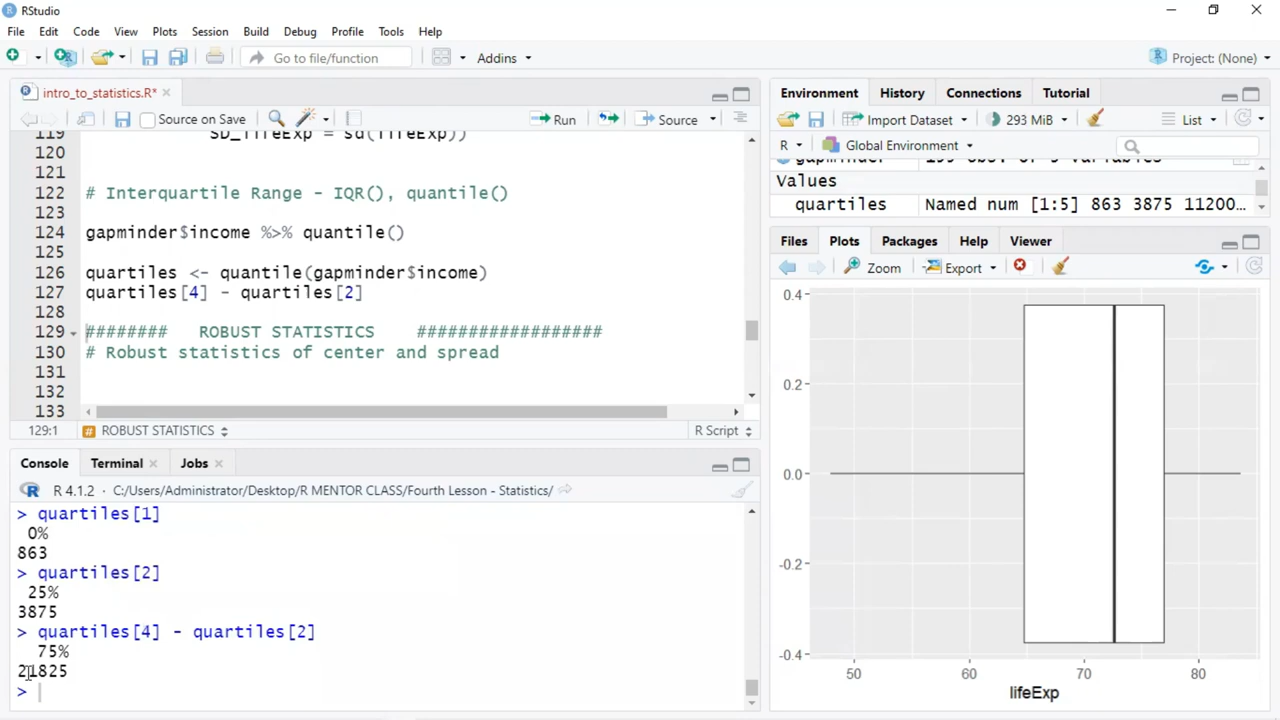 RStudio
File Edit Code View Plots Session Build Debug Profile Tools Help
Go to file/function Addins Project: (None)
intro_to_statistics.R*
Source on Save Run Source
119 SD_lifeExp = sd(lifeExp))
120
121
122 # Interquartile Range - IQR(), quantile()
123
124 gapminder$income %>% quantile()
125
126 quartiles <- quantile(gapminder$income)
127 quartiles[4] - quartiles[2]
128
129 ######## ROBUST STATISTICS ##################
130 # Robust statistics of center and spread
131
132
133
129:1 # ROBUST STATISTICS R Script
Console Terminal Jobs
R 4.1.2 · C:/Users/Administrator/Desktop/R MENTOR CLASS/Fourth Lesson - Statistics/
> quartiles[1]
0%
863
> quartiles[2]
25%
3875
> quartiles[4] - quartiles[2]
75%
21825
>
Environment History Connections Tutorial
Import Dataset 293 MiB List
R Global Environment
Values
quartiles Named num [1:5] 863 3875 11200...
Files Plots Packages Help Viewer
Zoom Export
0.4
0.2
0.0
-0.2
-0.4
50 60 70 80
lifeExp